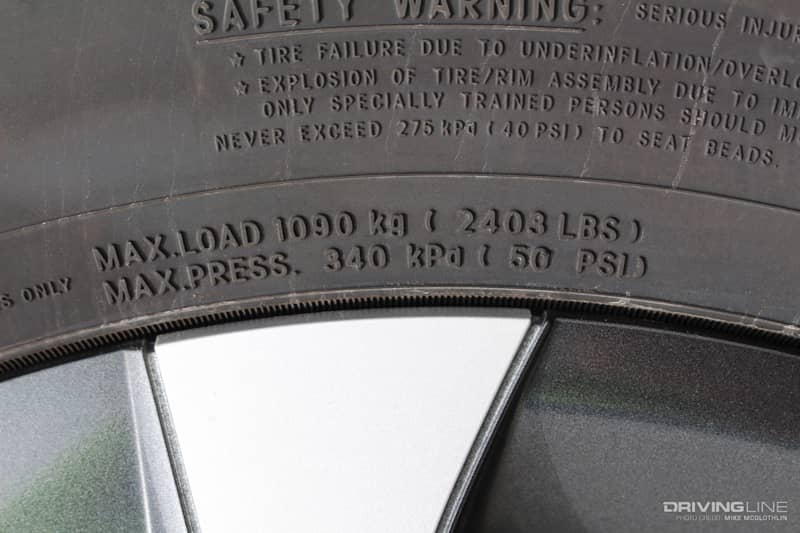 SAFETY WARNING: SERIOUS INJUR
☆ TIRE FAILURE DUE TO UNDERINFLATION/OVERLO
☆ EXPLOSION OF TIRE/RIM ASSEMBLY DUE TO IM
ONLY SPECIALLY TRAINED PERSONS SHOULD MO
NEVER EXCEED 275 kPa (40 PSI) TO SEAT BEADS.
MAX.LOAD 1090 kg ( 2403 LBS )
S ONLY MAX.PRESS. 340 kPa ( 50 PSI.)
DRIVINGLINE
PHOTO CREDIT: MIKE MCGLOTHLIN